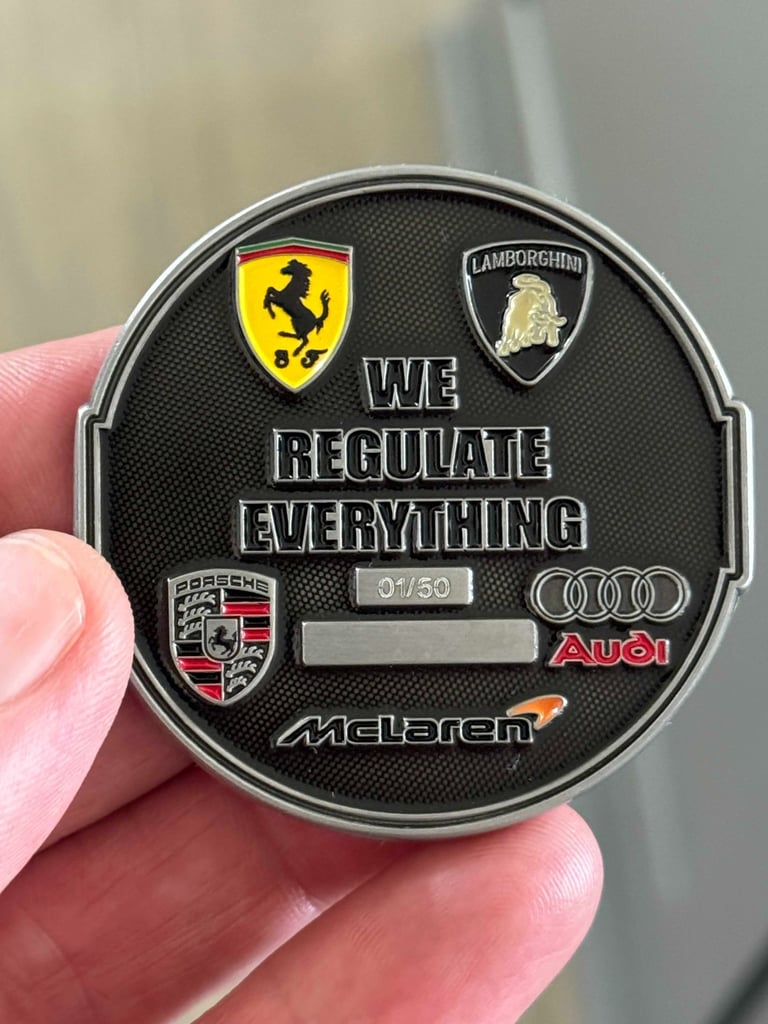 LAMBORGHINI
WE
REGULATE
EVERYTHING
PORSCHE
01/50
Audi
McLaren